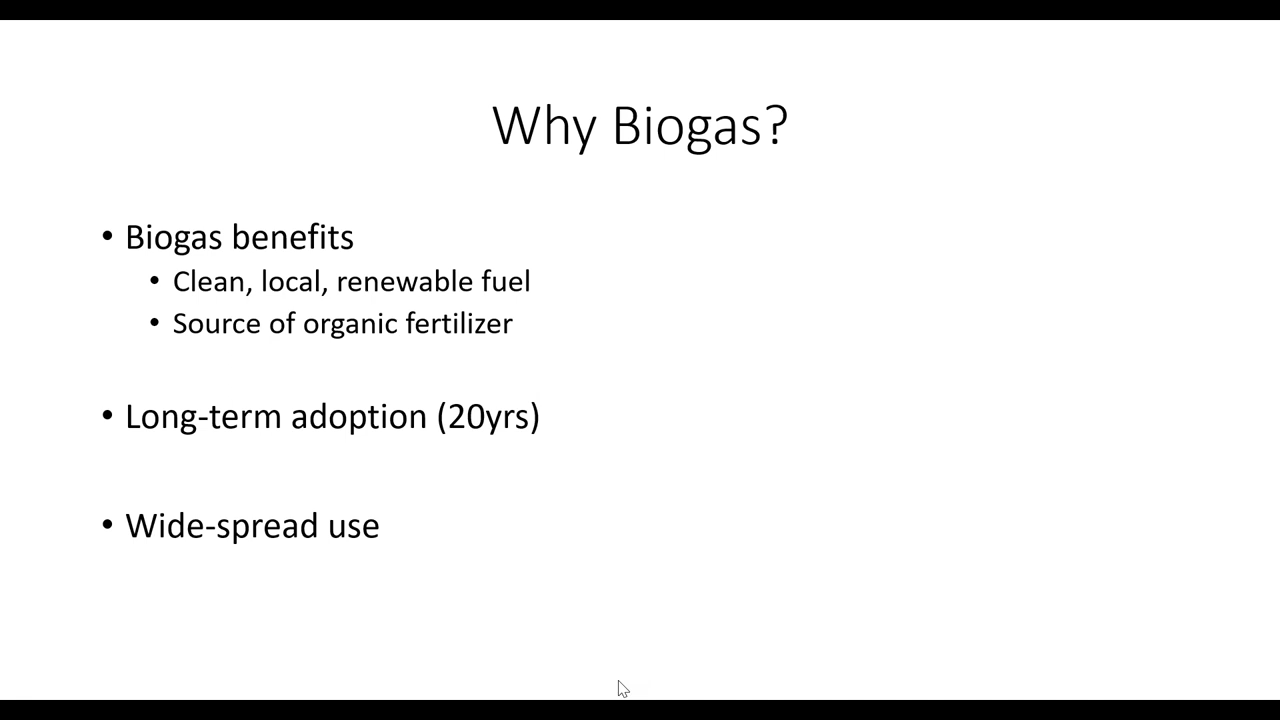 Why Biogas?
• Biogas benefits
• Clean, local, renewable fuel
• Source of organic fertilizer
• Long-term adoption (20yrs)
• Wide-spread use